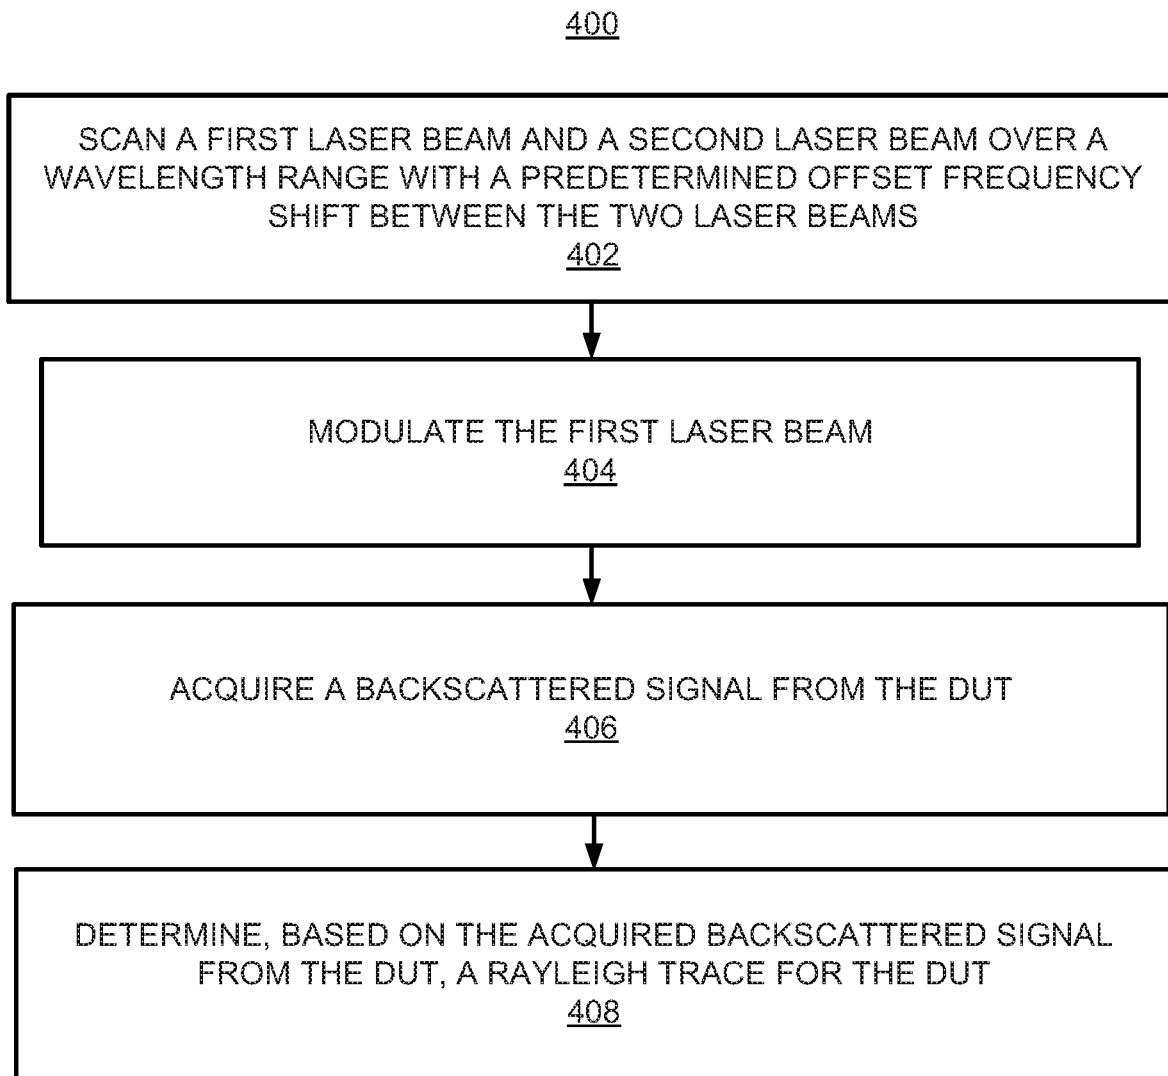 400
SCAN A FIRST LASER BEAM AND A SECOND LASER BEAM OVER A
WAVELENGTH RANGE WITH A PREDETERMINED OFFSET FREQUENCY
SHIFT BETWEEN THE TWO LASER BEAMS
402
MODULATE THE FIRST LASER BEAM
404
ACQUIRE A BACKSCATTERED SIGNAL FROM THE DUT
406
DETERMINE, BASED ON THE ACQUIRED BACKSCATTERED SIGNAL
FROM THE DUT, A RAYLEIGH TRACE FOR THE DUT
408